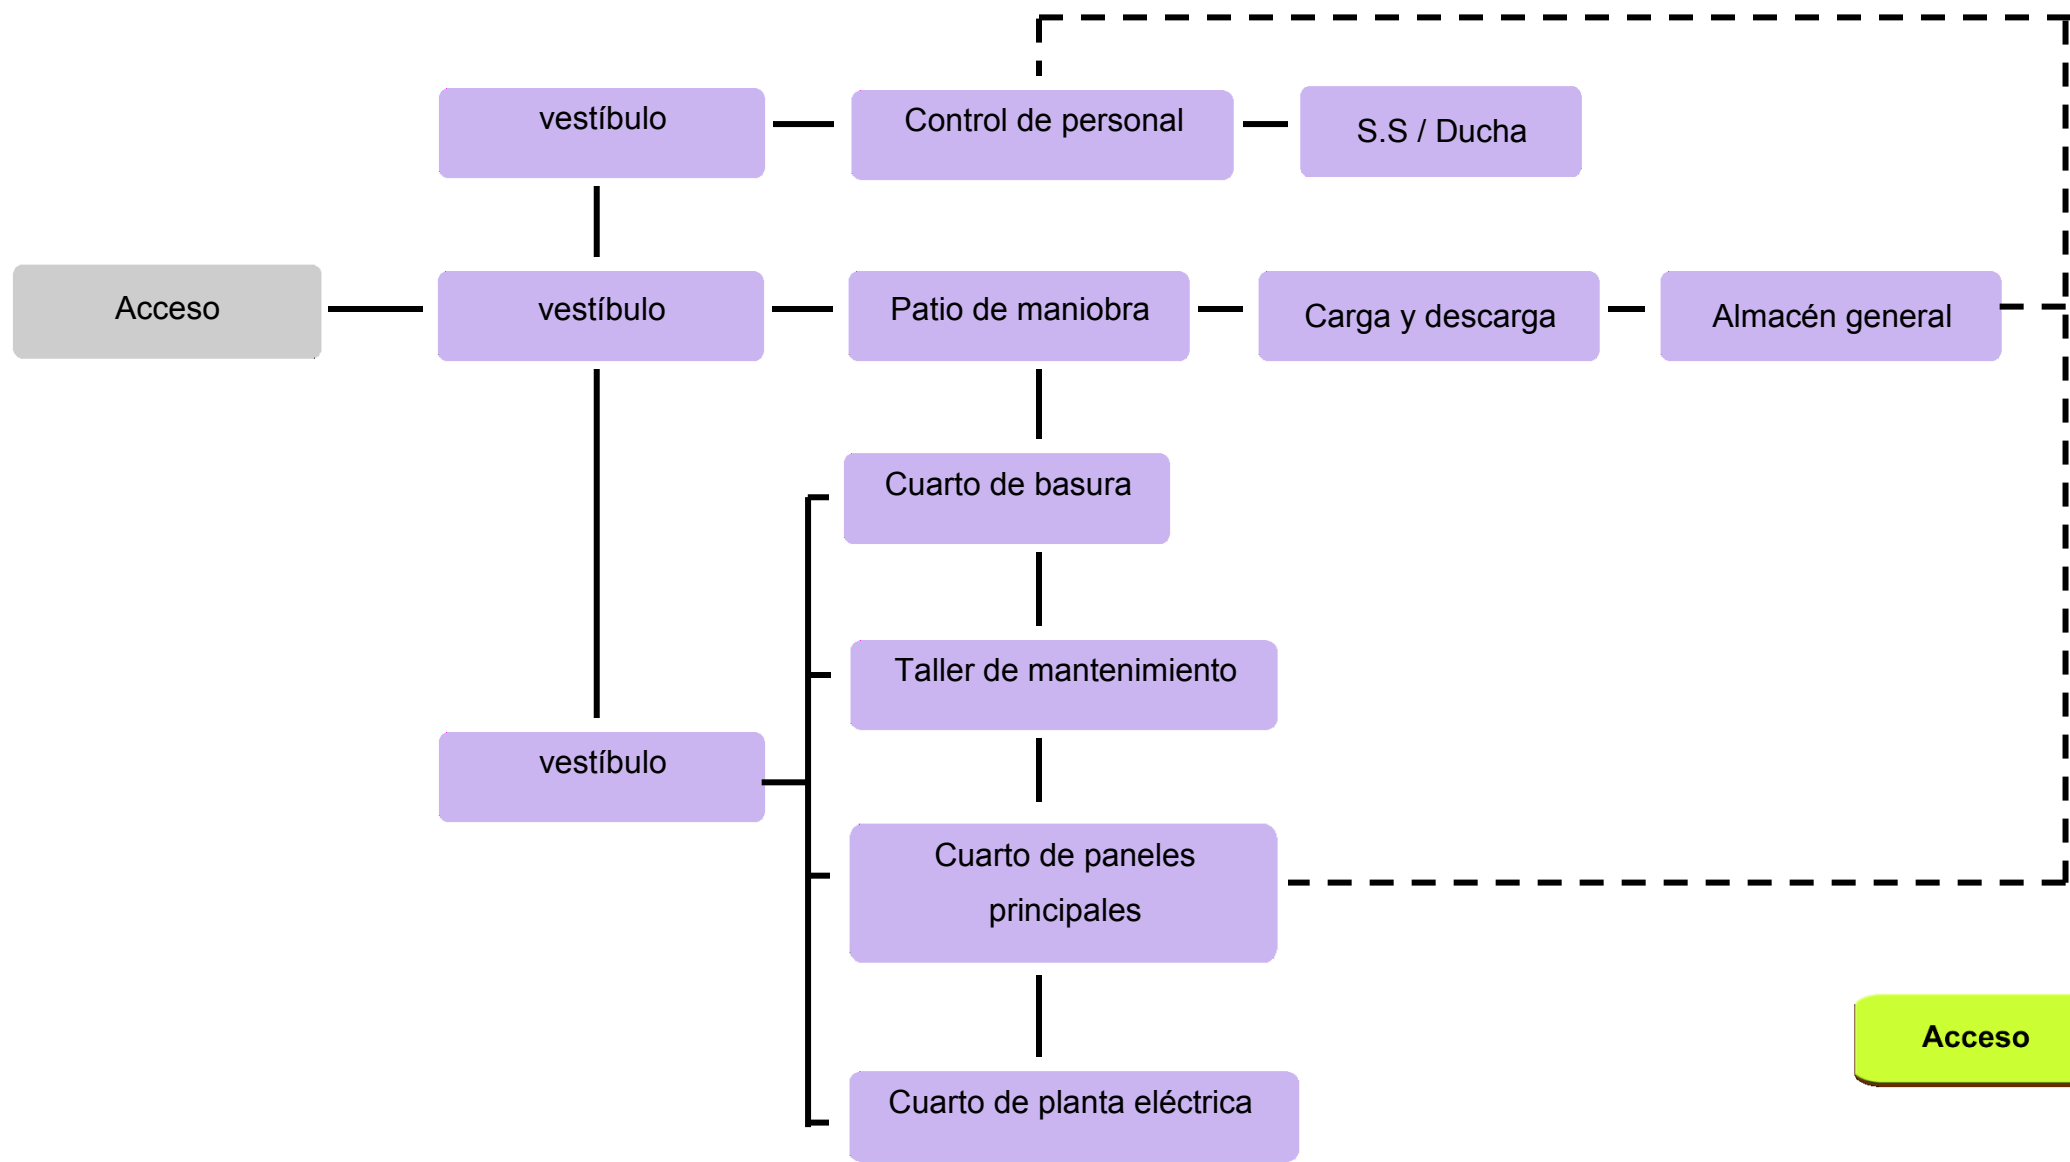 vestíbulo
Control de personal
S.S / Ducha
Acceso
vestíbulo
Patio de maniobra
Carga y descarga
Almacén general
Cuarto de basura
Taller de mantenimiento
vestíbulo
Cuarto de paneles
principales
Acceso
Cuarto de planta eléctrica